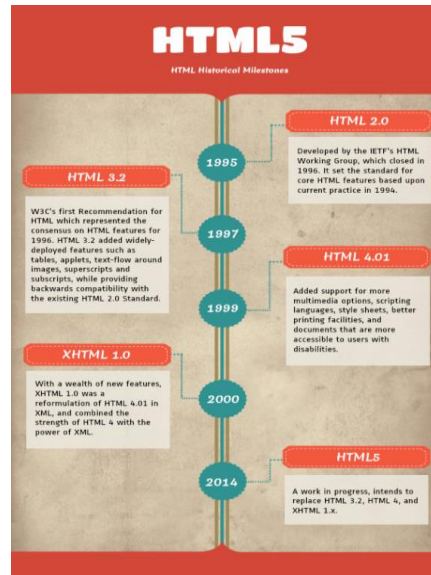 HTML5
HTML Historical Milestones
HTML 2.0
1995
Developed by the IETF's HTML
Working Group, which closed in
1996. It set the standard for
core HTML features based upon
current practice in 1994.
HTML 3.2
1997
W3C's first Recommendation for
HTML which represented the
consensus on HTML features for
1996. HTML 3.2 added widely-
deployed features such as
tables, applets, text-flow around
images, superscripts and
subscripts, while providing
backwards compatibility with
the existing HTML 2.0 Standard.
HTML 4.01
1999
Added support for more
multimedia options, scripting
languages, style sheets, better
printing facilities, and
documents that are more
accessible to users with
disabilities.
XHTML 1.0
2000
With a wealth of new features,
XHTML 1.0 was a
reformulation of HTML 4.01 in
XML, and combined the
strength of HTML 4 with the
power of XML.
HTML5
2014
A work in progress, intends to
replace HTML 3.2, HTML 4, and
XHTML 1.x.